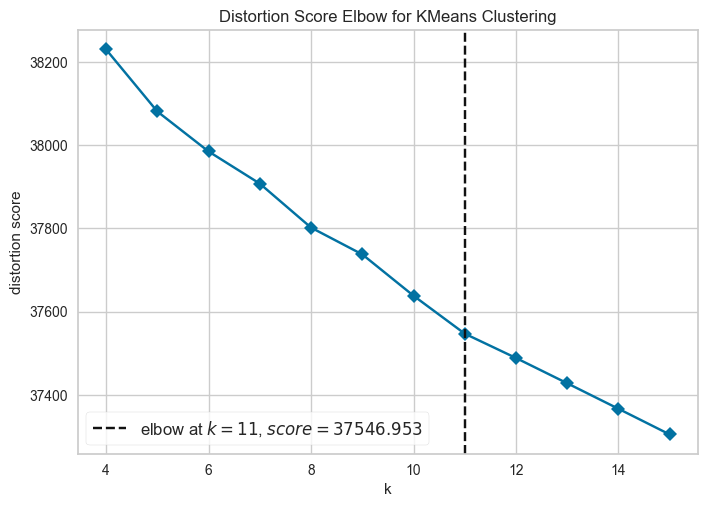 Distortion Score Elbow for KMeans Clustering
distortion score
38200
38000
37800
37600
37400
elbow at k = 11, score = 37546.953
4 6 8 10 12 14
k